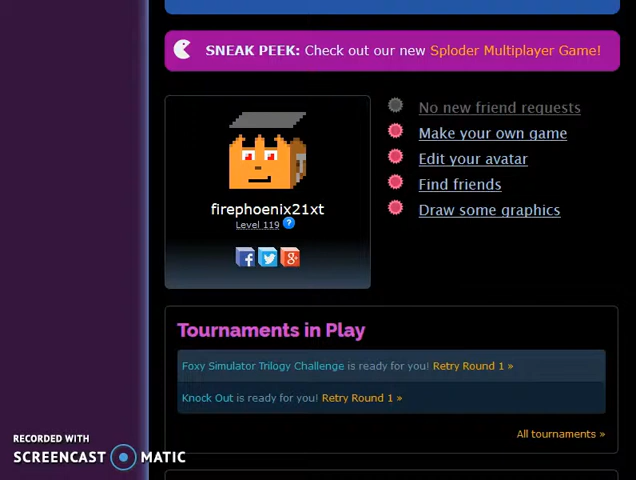 SNEAK PEEK: Check out our new Sploder Multiplayer Game!
firephoenix21xt
Level 119 ?
f g+
No new friend requests
Make your own game
Edit your avatar
Find friends
Draw some graphics
Tournaments in Play
Foxy Simulator Trilogy Challenge is ready for you! Retry Round 1 »
Knock Out is ready for you! Retry Round 1 »
All tournaments »
RECORDED WITH
SCREENCAST MATIC